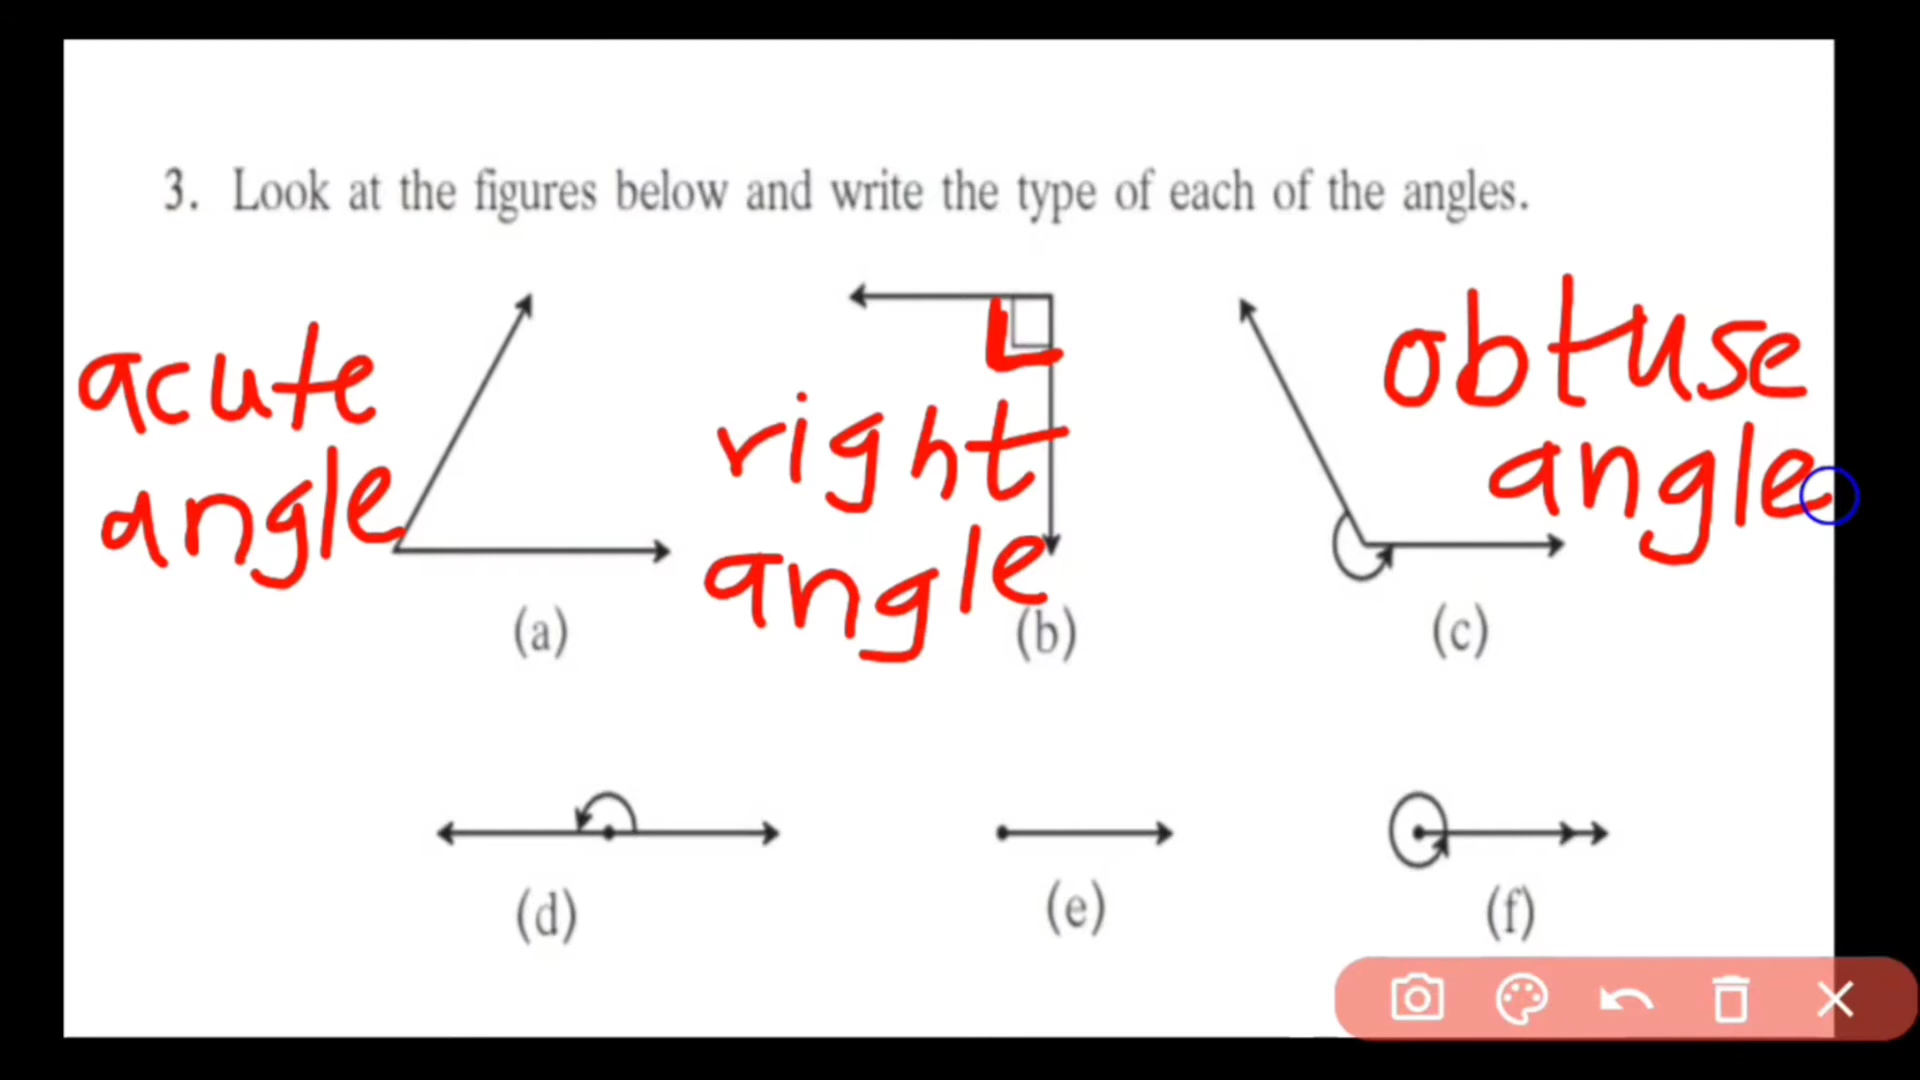 3. Look at the figures below and write the type of each of the angles.
acute
angle
(a)
right
angle
(b)
obtuse
angle
(c)
(d)
(e)
(f)